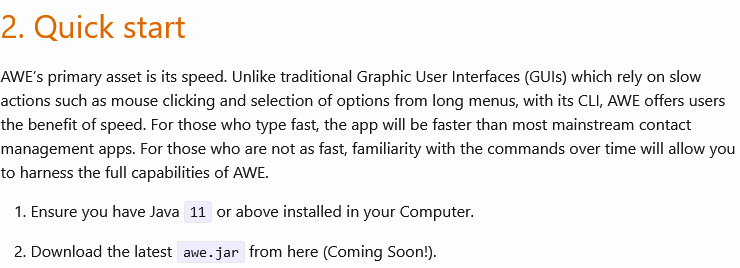 2. Quick start
AWE's primary asset is its speed. Unlike traditional Graphic User Interfaces (GUIs) which rely on slow
actions such as mouse clicking and selection of options from long menus, with its CLI, AWE offers users
the benefit of speed. For those who type fast, the app will be faster than most mainstream contact
management apps. For those who are not as fast, familiarity with the commands over time will allow you
to harness the full capabilities of AWE.
1. Ensure you have Java 11 or above installed in your Computer.
2. Download the latest awe.jar from here (Coming Soon!).